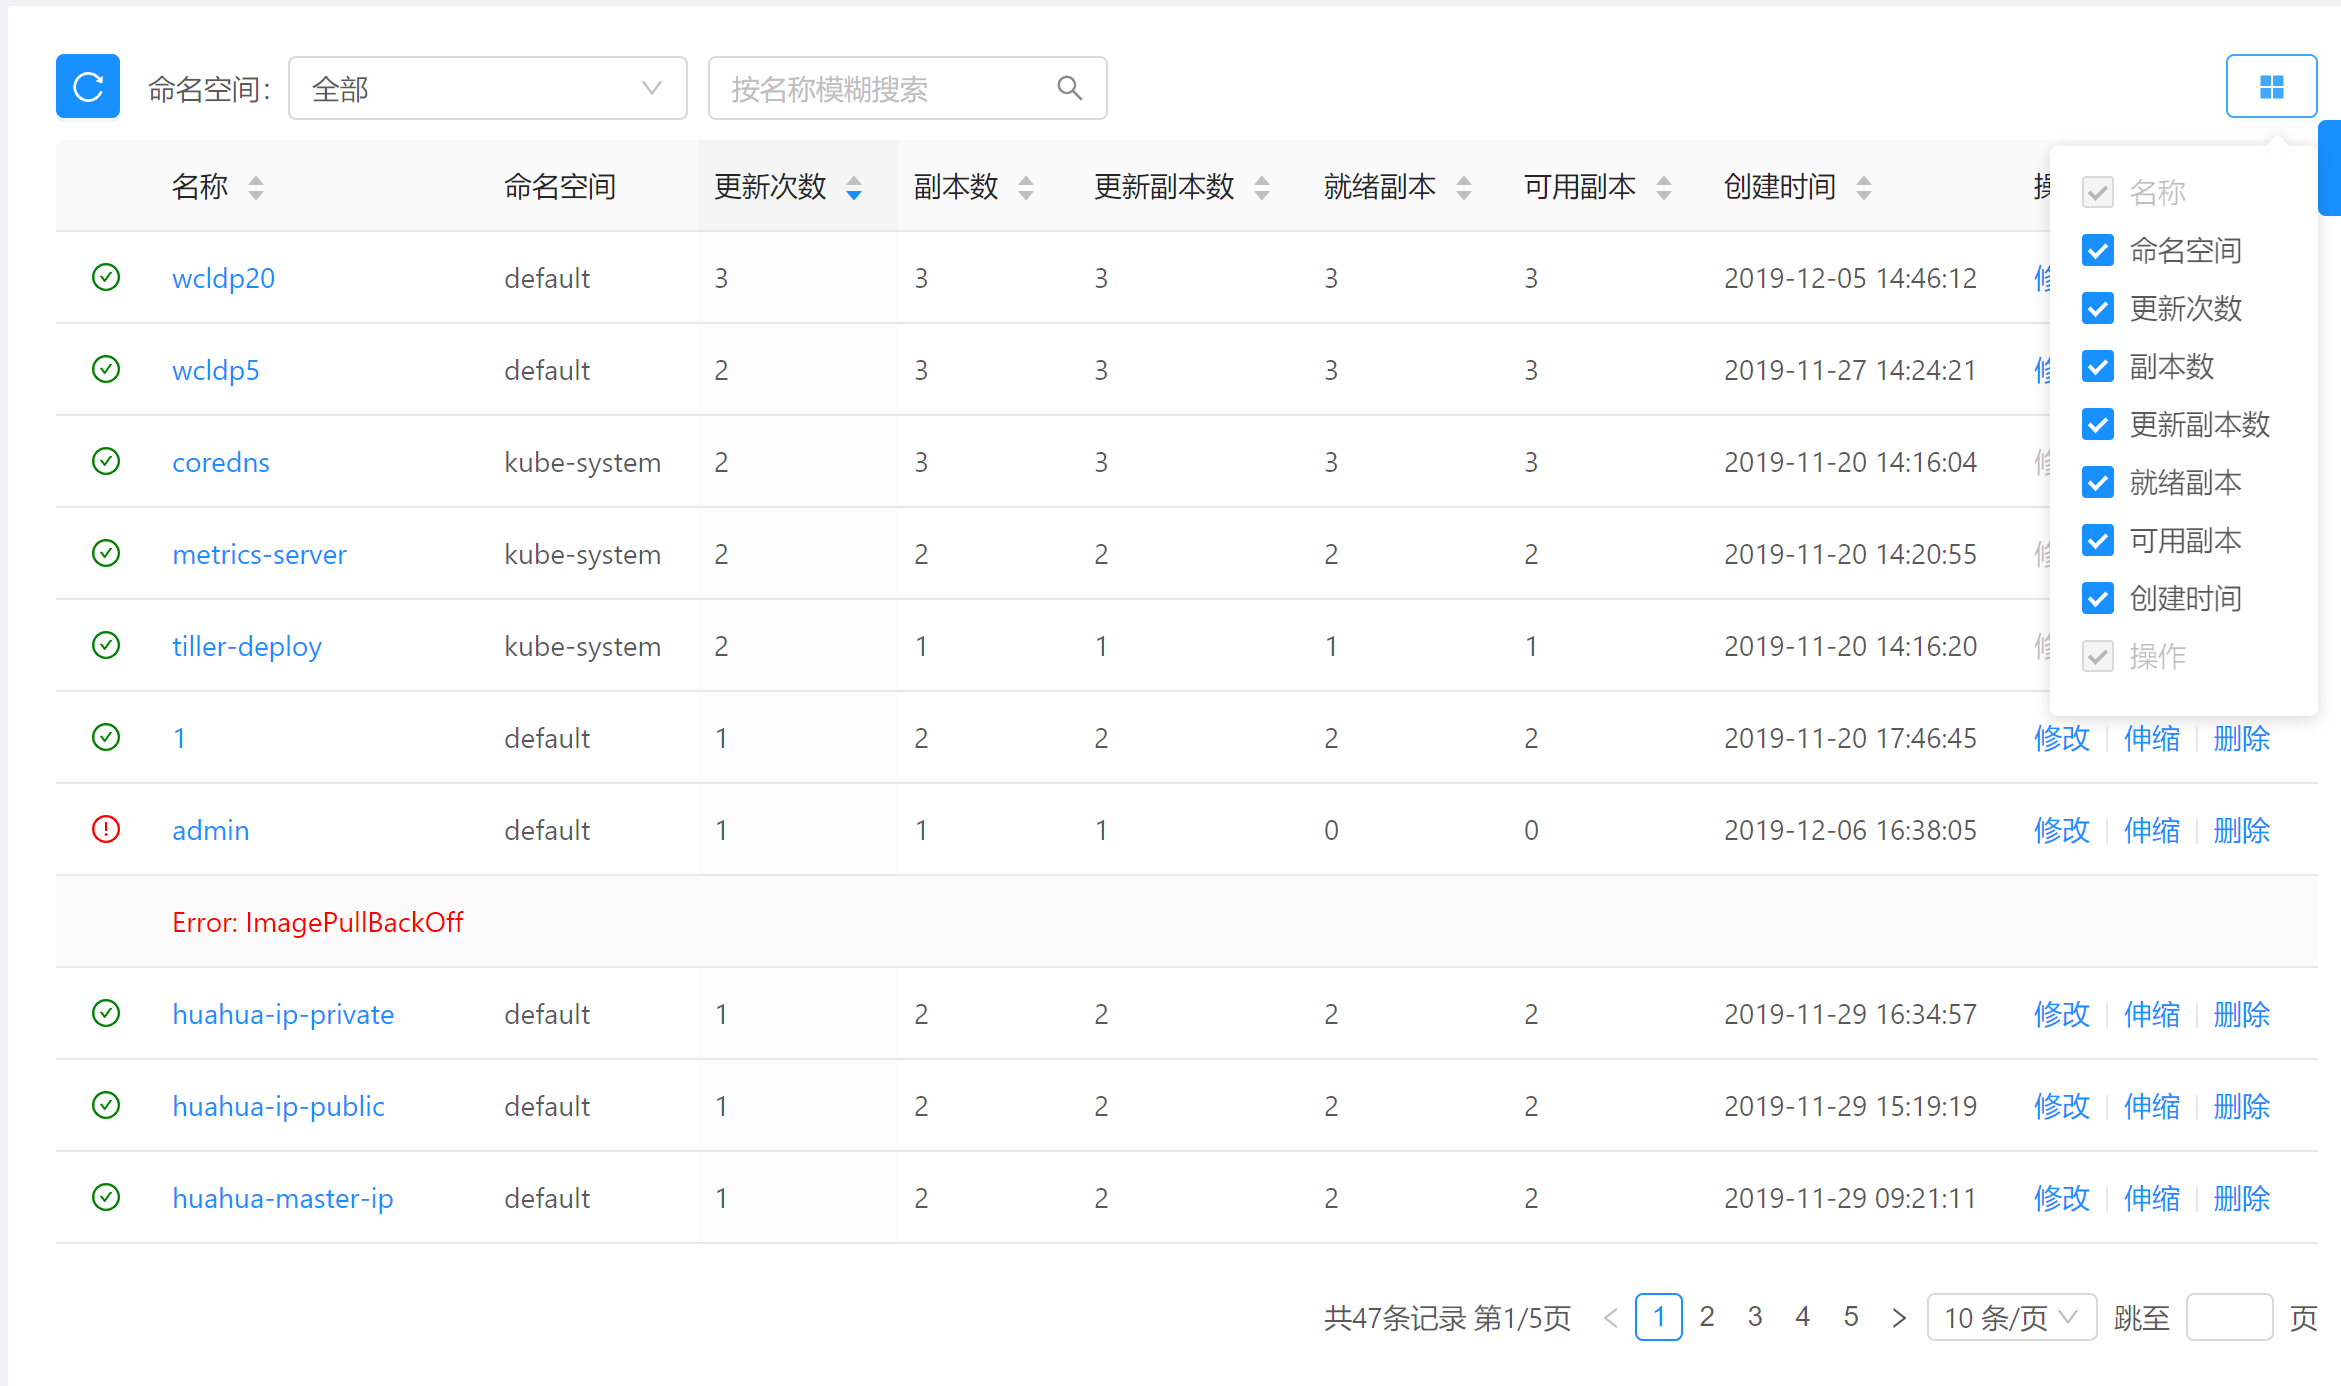 命名空间: 全部 按名称模糊搜索
名称 命名空间 更新次数 副本数 更新副本数 就绪副本 可用副本 创建时间
名称
命名空间
更新次数
副本数
更新副本数
就绪副本
可用副本
创建时间
操作
wcldp20 default 3 3 3 3 3 2019-12-05 14:46:12
wcldp5 default 2 3 3 3 3 2019-11-27 14:24:21
coredns kube-system 2 3 3 3 3 2019-11-20 14:16:04
metrics-server kube-system 2 2 2 2 2 2019-11-20 14:20:55
tiller-deploy kube-system 2 1 1 1 1 2019-11-20 14:16:20
1 default 1 2 2 2 2 2019-11-20 17:46:45 修改 伸缩 删除
admin default 1 1 1 0 0 2019-12-06 16:38:05 修改 伸缩 删除
Error: ImagePullBackOff
huahua-ip-private default 1 2 2 2 2 2019-11-29 16:34:57 修改 伸缩 删除
huahua-ip-public default 1 2 2 2 2 2019-11-29 15:19:19 修改 伸缩 删除
huahua-master-ip default 1 2 2 2 2 2019-11-29 09:21:11 修改 伸缩 删除
共47条记录 第1/5页 < 1 2 3 4 5 > 10 条/页 跳至 页